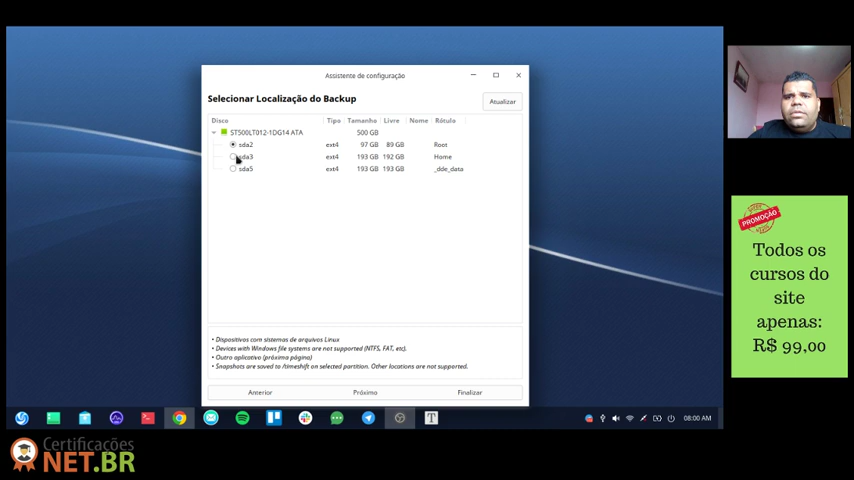 Assistente de configuração
Selecionar Localização do Backup
Atualizar
Disco Tipo Tamanho Livre Nome Rótulo
ST500LT012-1DG14 ATA 500 GB
sda2 ext4 97 GB 89 GB Root
sda3 ext4 193 GB 192 GB Home
sda5 ext4 193 GB 193 GB _dde_data
• Dispositivos com sistemas de arquivos Linux
• Devices with Windows file systems are not supported (NTFS, FAT, etc).
• Outro aplicativo (próxima página)
• Snapshots are saved to /timeshift on selected partition. Other locations are not supported.
Anterior Próximo Finalizar
T
08:00 AM
PROMOÇÃO
Todos os
cursos do
site
apenas:
R$ 99,00
Certificações
NET.BR